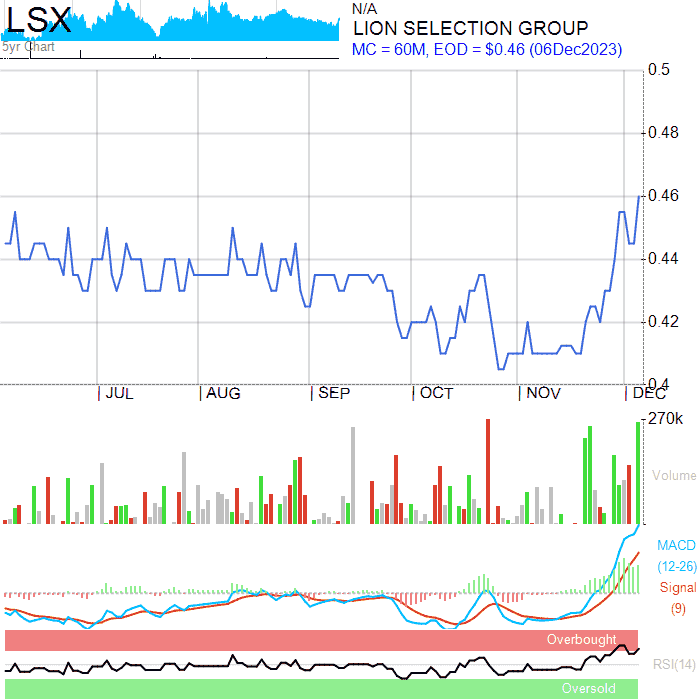 LSX
N/A
LION SELECTION GROUP
MC = 60M, EOD = $0.46 (06Dec2023)
5yr Chart
0.5
0.48
0.46
0.44
0.42
0.4
JUL AUG SEP OCT NOV DEC
270k
Volume
MACD
(12-26)
Signal
(9)
Overbought
RSI(14)
Oversold